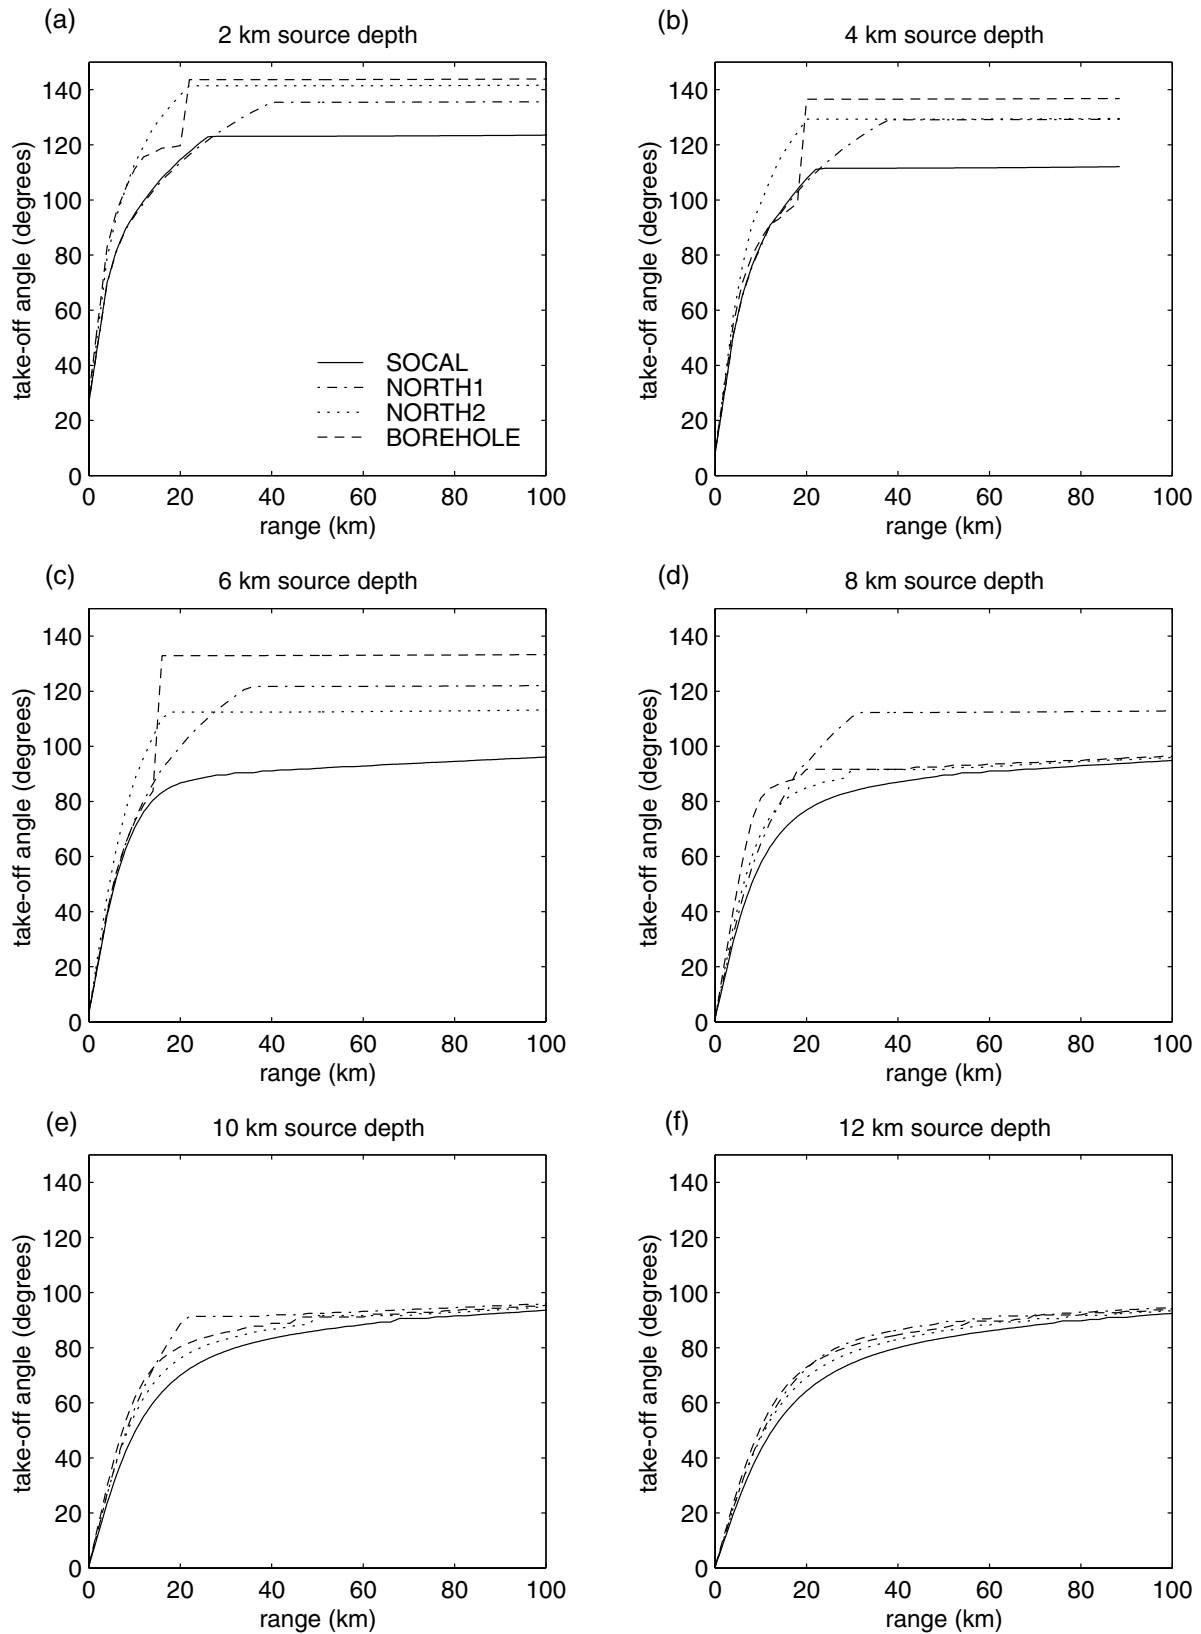 (a)
2 km source depth
140
120
100
80
60
40
20
0
take-off angle (degrees)
SOCAL
NORTH1
NORTH2
BOREHOLE
0 20 40 60 80 100
range (km)
(b)
4 km source depth
140
120
100
80
60
40
20
0
take-off angle (degrees)
0 20 40 60 80 100
range (km)
(c)
6 km source depth
140
120
100
80
60
40
20
0
take-off angle (degrees)
0 20 40 60 80 100
range (km)
(d)
8 km source depth
140
120
100
80
60
40
20
0
take-off angle (degrees)
0 20 40 60 80 100
range (km)
(e)
10 km source depth
140
120
100
80
60
40
20
0
take-off angle (degrees)
0 20 40 60 80 100
range (km)
(f)
12 km source depth
140
120
100
80
60
40
20
0
take-off angle (degrees)
0 20 40 60 80 100
range (km)